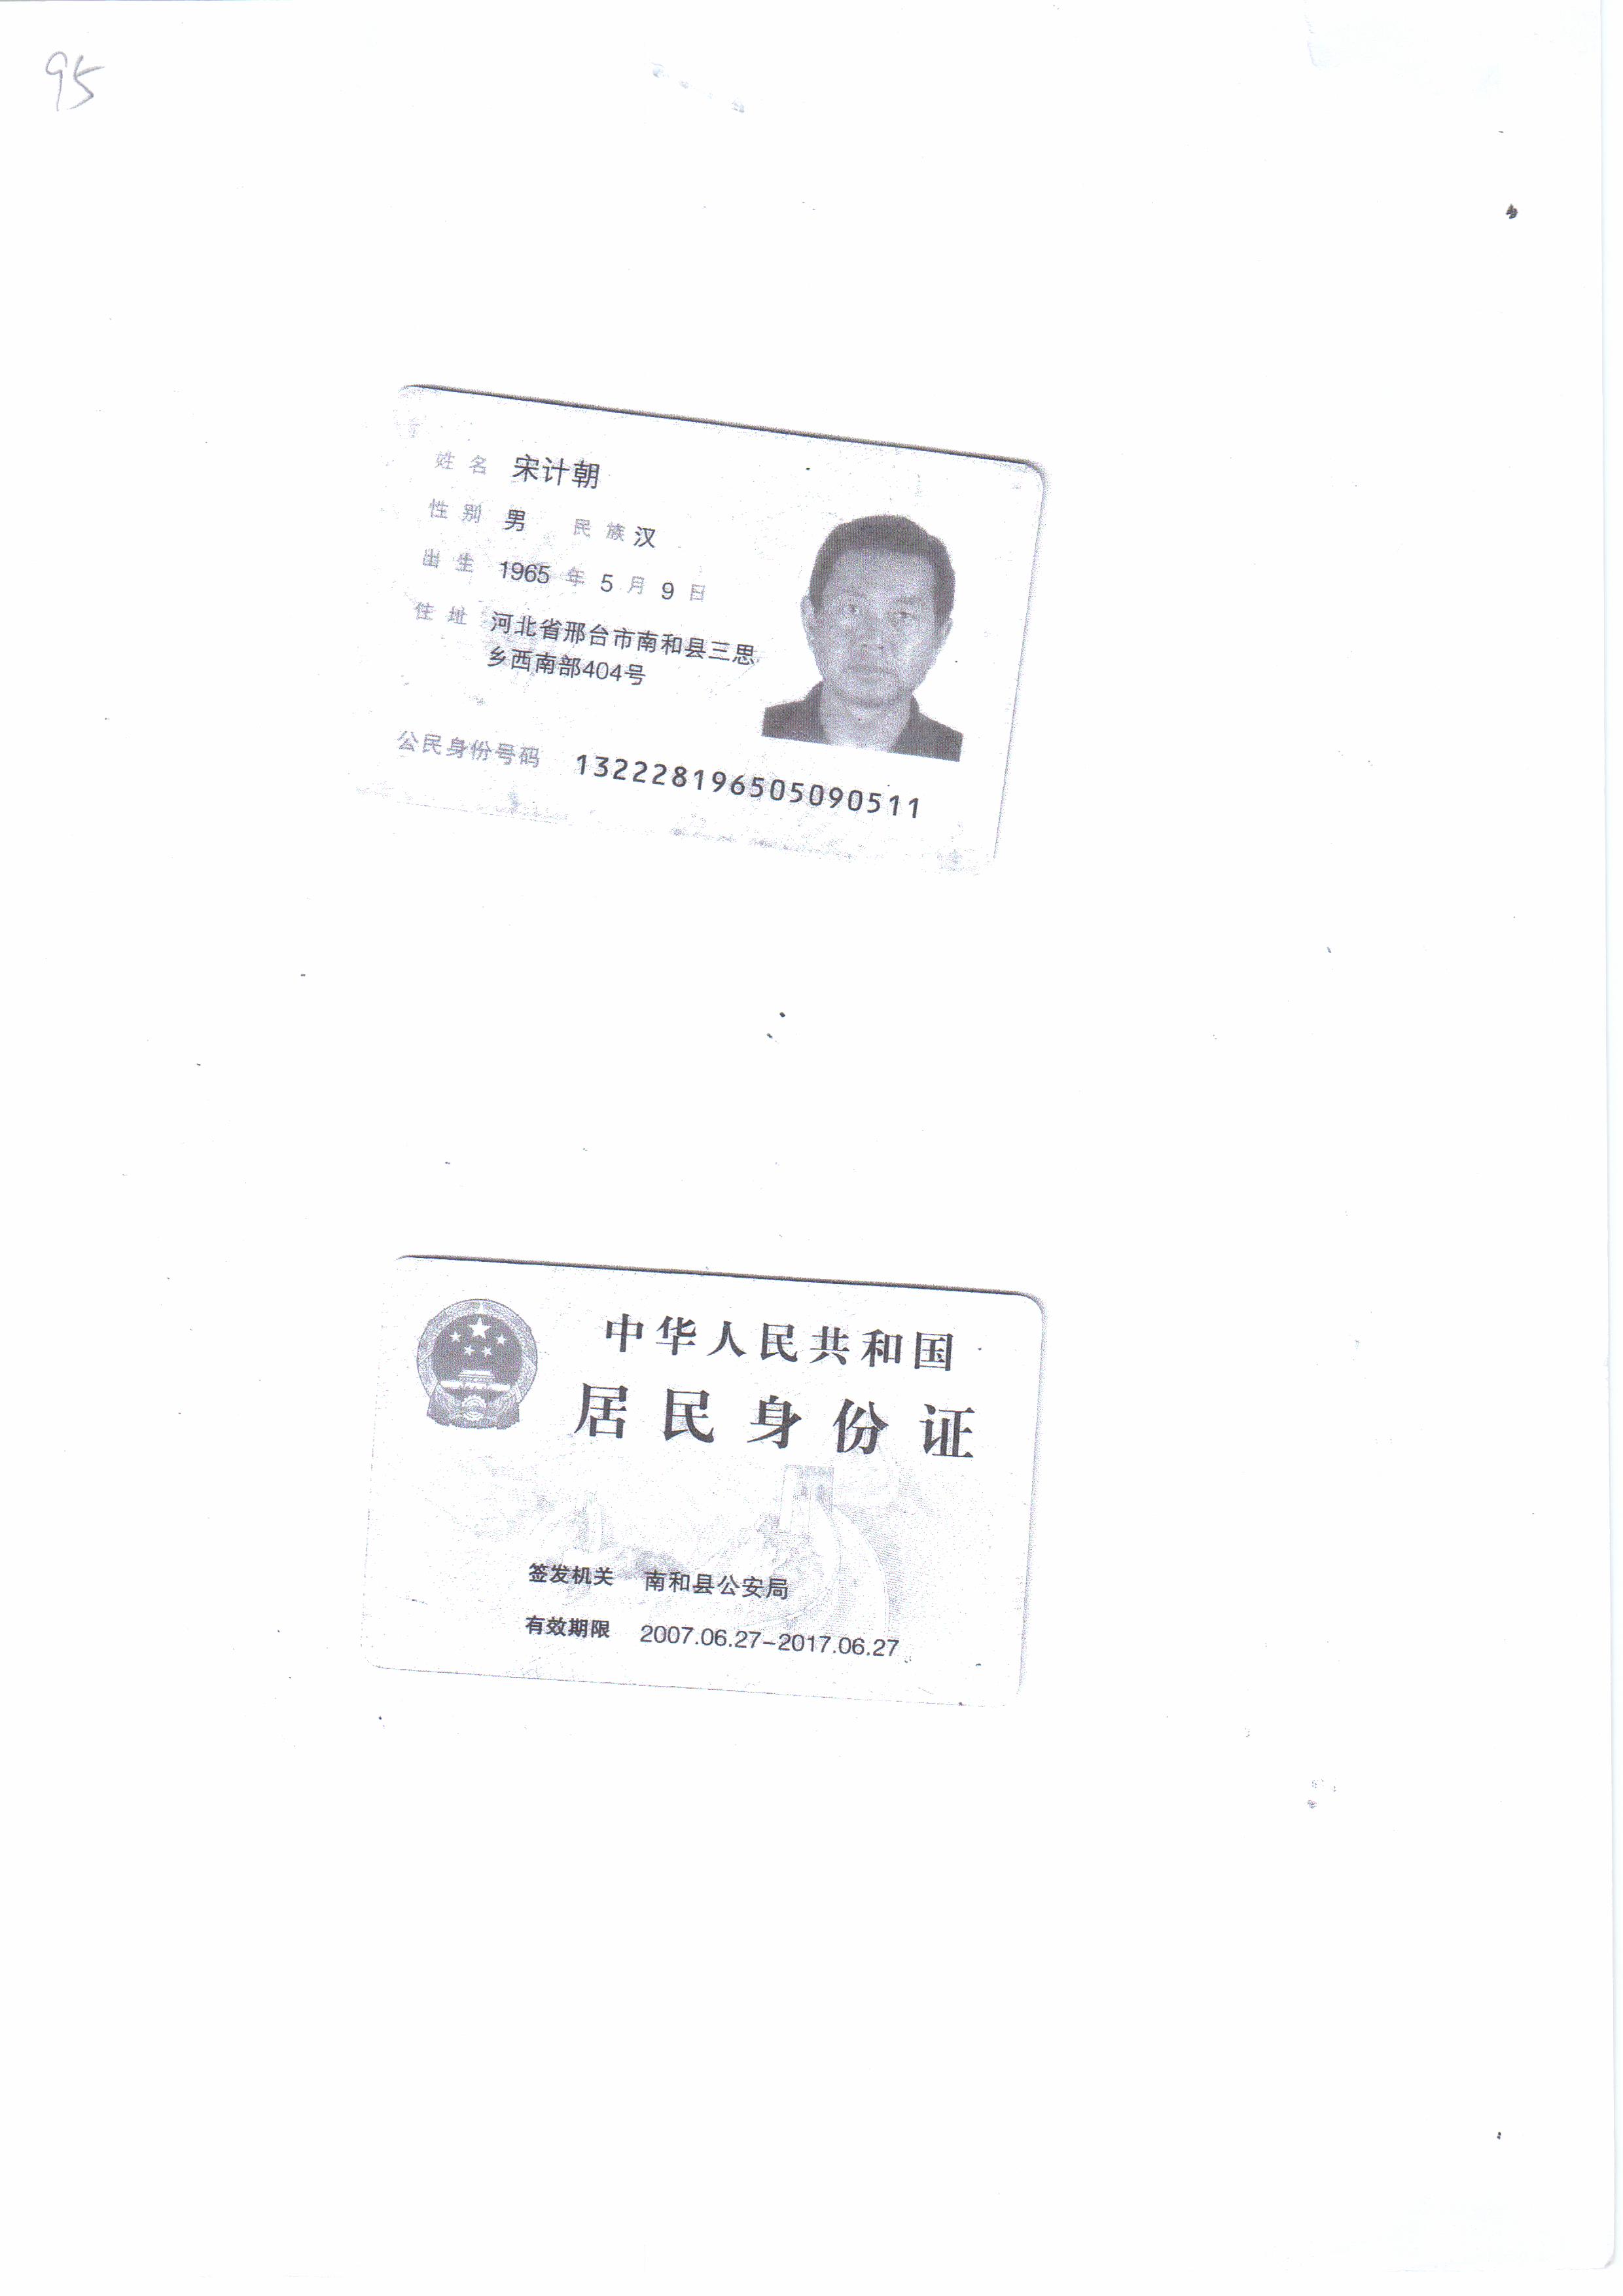 95
姓名 宋计朝
性别 男 民族 汉
出生 1965 年 5 月 9 日
住址 河北省邢台市南和县三思
乡西南部404号
公民身份号码 132228196505090511
中华人民共和国
居民身份证
签发机关 南和县公安局
有效期限 2007.06.27-2017.06.27